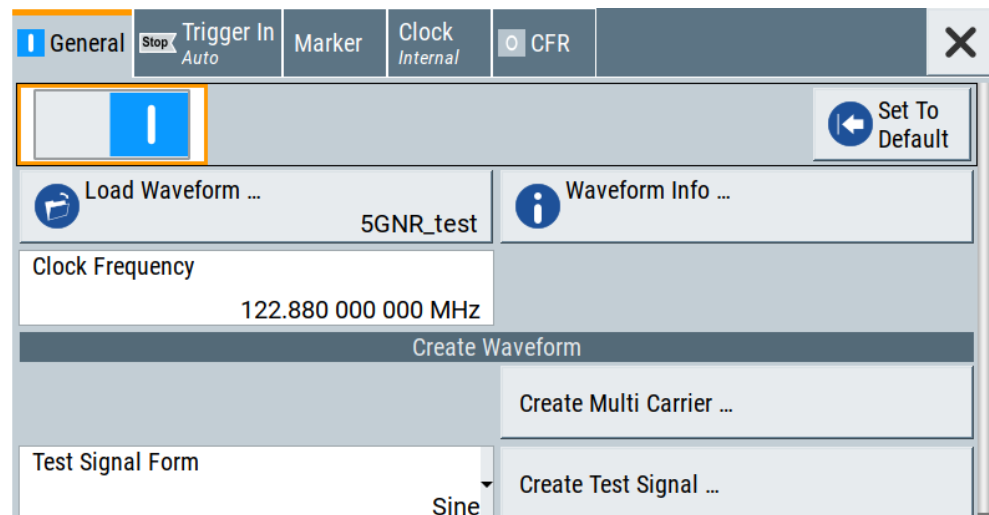 General
Stop Trigger In
Auto
Marker
Clock
Internal
O CFR
Set To
Default
Load Waveform ...
5GNR_test
Waveform Info ...
Clock Frequency
122.880 000 000 MHz
Create Waveform
Create Multi Carrier ...
Test Signal Form
Sine
Create Test Signal ...